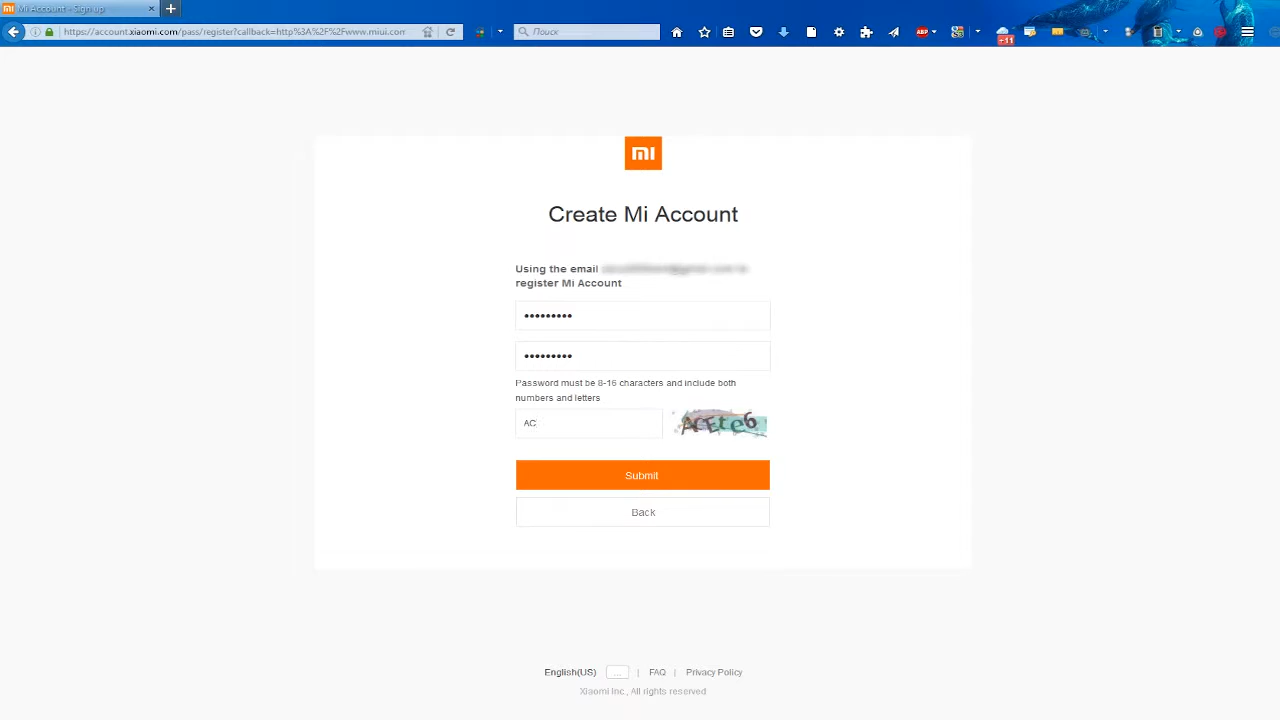 Mi Account - Sign up
https://account.xiaomi.com/pass/register?callback=http%3A%2F%2Fwww.miui.com
Поиск
ABP
+11
mi
Create Mi Account
Using the email
register Mi Account
•••••••••
•••••••••
Password must be 8-16 characters and include both
numbers and letters
AC
Submit
Back
English(US) ... | FAQ | Privacy Policy
Xiaomi Inc., All rights reserved